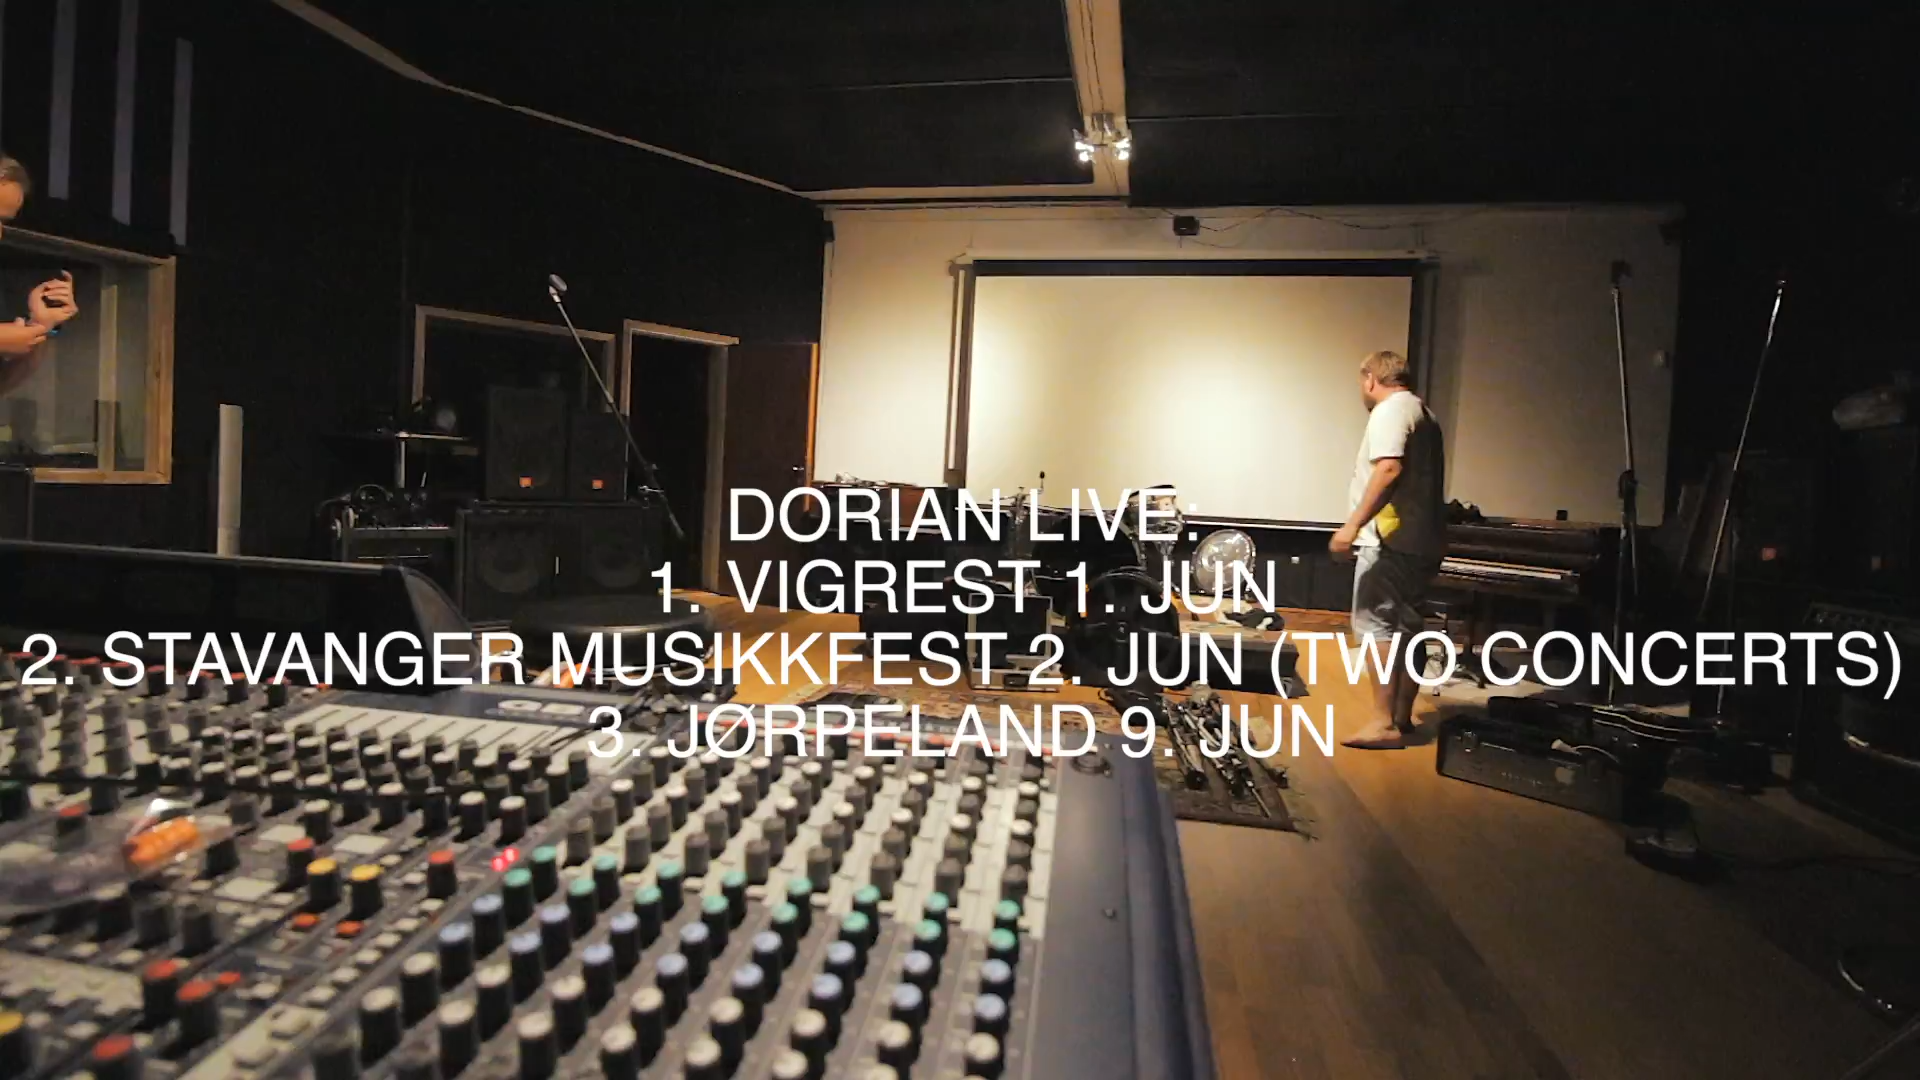 DORIAN LIVE:
1. VIGREST 1. JUN
2. STAVANGER MUSIKKFEST 2. JUN (TWO CONCERTS)
3. JØRPELAND 9. JUN